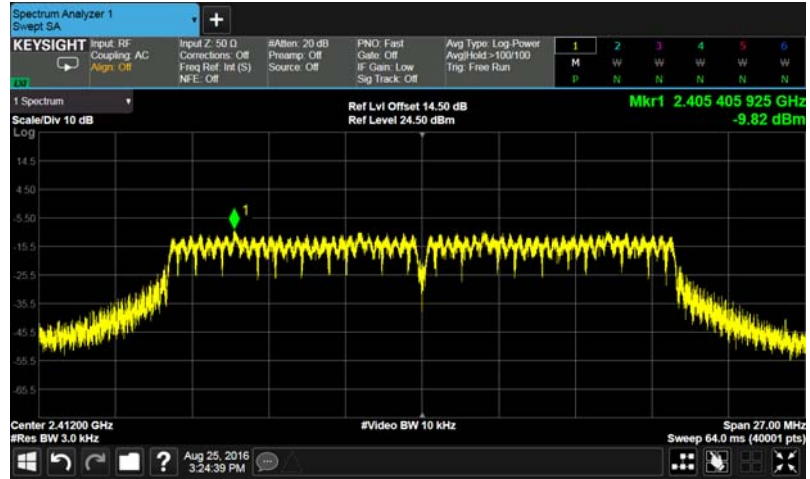 Spectrum Analyzer 1
Swept SA
+
KEYSIGHT
Input: RF
Coupling: AC
Align: Off
Input Z: 50 Ω
Corrections: Off
Freq Ref: Int (S)
NFE: Off
#Atten: 20 dB
Preamp: Off
Source: Off
PNO: Fast
Gate: Off
IF Gain: Low
Sig Track: Off
Avg Type: Log-Power
Avg|Hold:>100/100
Trig: Free Run
1 2 3 4 5 6
M W W W W W
P N N N N N
EXT
1 Spectrum
Scale/Div 10 dB
Log
Ref Lvl Offset 14.50 dB
Ref Level 24.50 dBm
Mkr1 2.405 405 925 GHz
-9.82 dBm
14.5
4.50
-5.50
-15.5
-25.5
-35.5
-45.5
-55.5
-65.5
1
Center 2.41200 GHz
#Res BW 3.0 kHz
#Video BW 10 kHz
Span 27.00 MHz
Sweep 64.0 ms (40001 pts)
?
Aug 25, 2016
3:24:39 PM